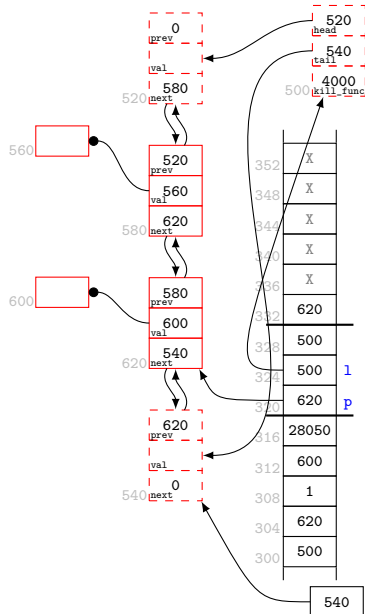 0
prev
val
580
520 next
520
head
540
tail
4000
500 kill_func
520
prev
560
val
620
580 next
560
580
prev
600
val
540
620 next
600
620
prev
val
0
540 next
X
352
X
348
X
344
X
340
X
336
620
332
500
328
500
324 l
620
320 p
28050
316
600
312
1
308
620
304
500
300
540